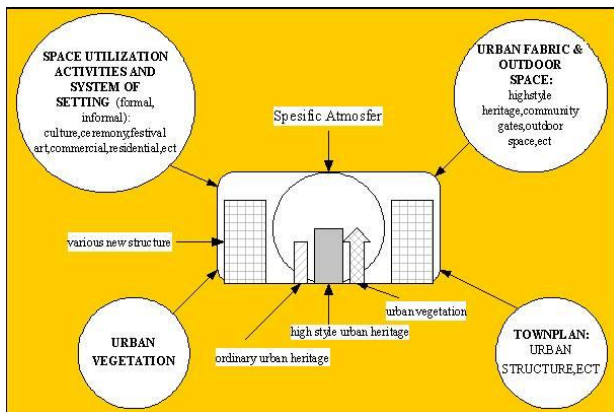 SPACE UTILIZATION
ACTIVITIES AND
SYSTEM OF
SETTING (formal,
informal):
culture,ceremony,festival
art,commercial,residential,ect
URBAN FABRIC &
OUTDOOR
SPACE:
highstyle
heritage,community
gates,outdoor
space,ect
Spesific Atmosfer
various new structure
urban vegetation
high style urban heritage
ordinary urban heritage
URBAN
VEGETATION
TOWNPLAN:
URBAN
STRUCTURE,ECT